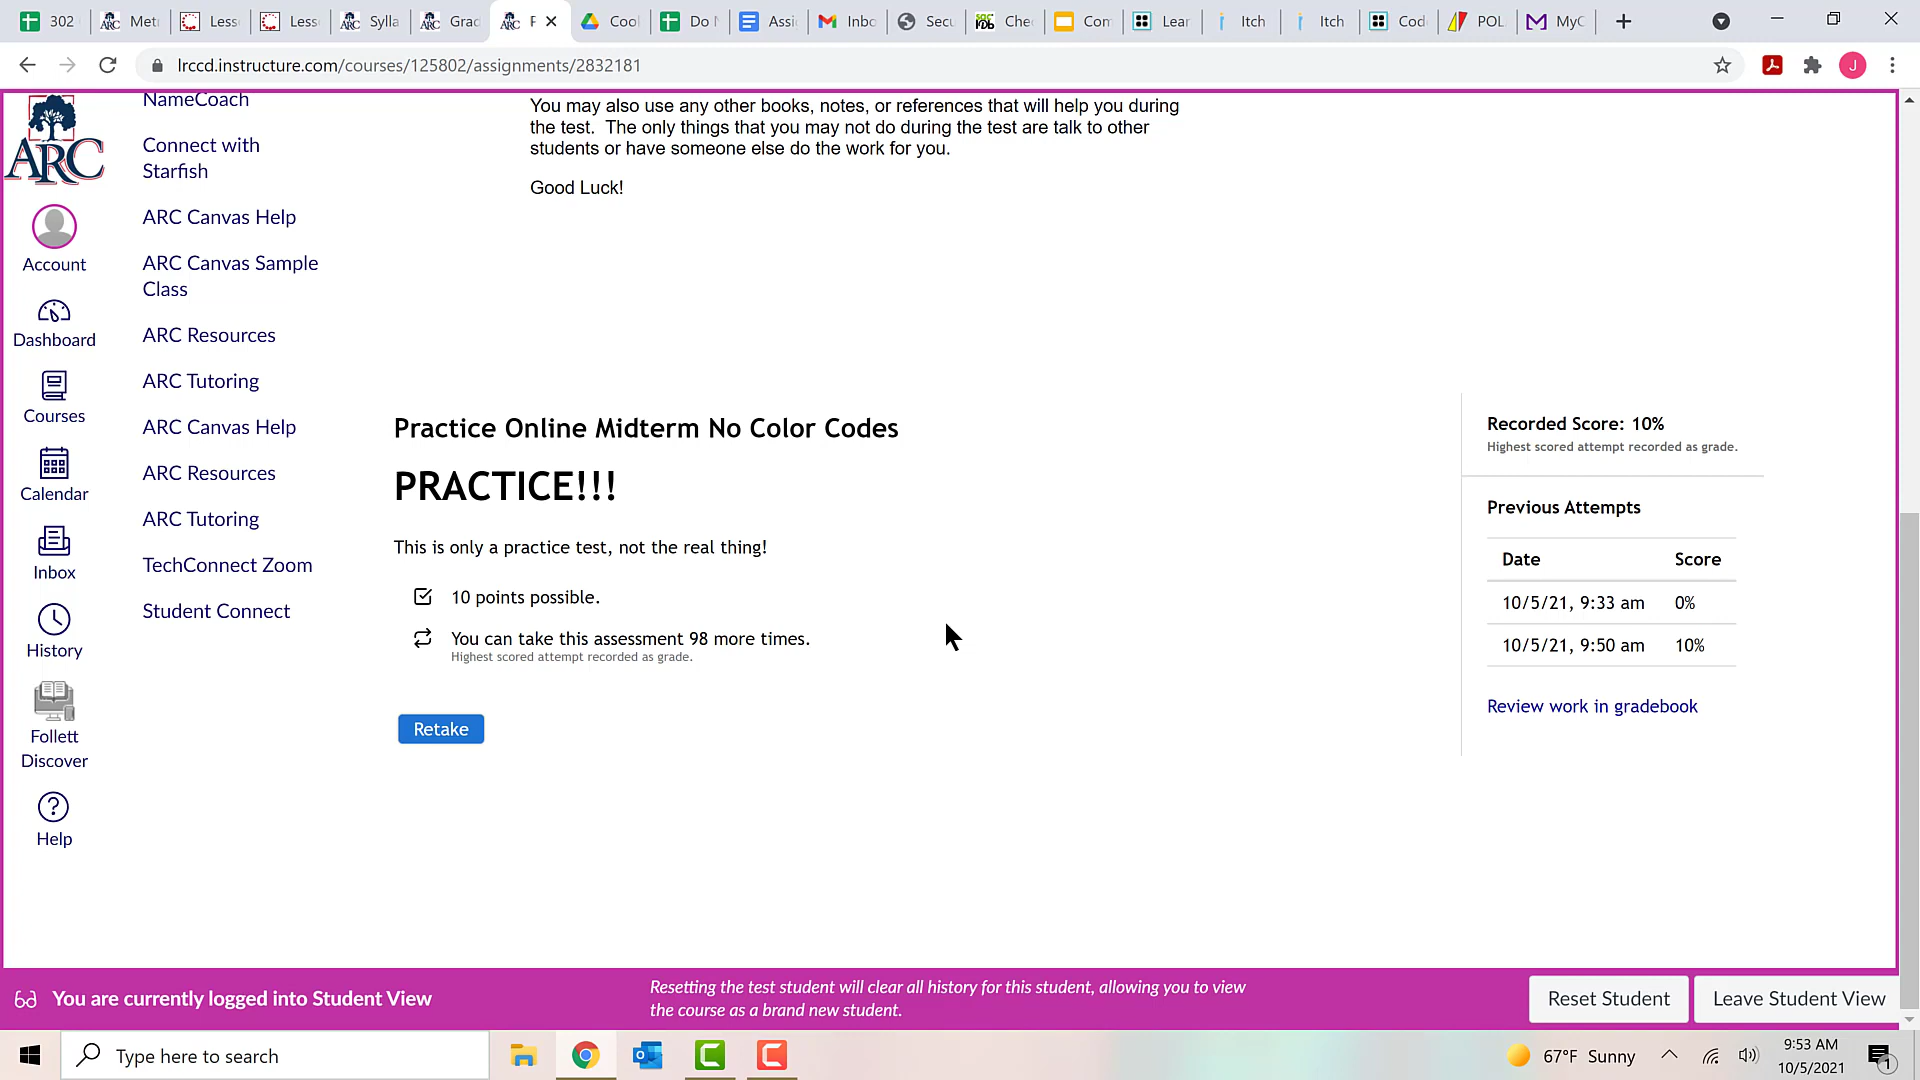 302
Met
Less
Less
Sylla
Grad
F
Cool
Do N
Assi
Inbo
Secu
Che
Con
Lear
Itch
Itch
Cod
POL
MyC
lrccd.instructure.com/courses/125802/assignments/2832181
J
ARC
Account
Dashboard
Courses
Calendar
Inbox
History
Follett
Discover
Help
NameCoach
Connect with
Starfish
ARC Canvas Help
ARC Canvas Sample
Class
ARC Resources
ARC Tutoring
ARC Canvas Help
ARC Resources
ARC Tutoring
TechConnect Zoom
Student Connect
You may also use any other books, notes, or references that will help you during
the test. The only things that you may not do during the test are talk to other
students or have someone else do the work for you.
Good Luck!
Practice Online Midterm No Color Codes
PRACTICE!!!
This is only a practice test, not the real thing!
10 points possible.
You can take this assessment 98 more times.
Highest scored attempt recorded as grade.
Retake
Recorded Score: 10%
Highest scored attempt recorded as grade.
Previous Attempts
Date Score
10/5/21, 9:33 am 0%
10/5/21, 9:50 am 10%
Review work in gradebook
You are currently logged into Student View
Resetting the test student will clear all history for this student, allowing you to view
the course as a brand new student.
Reset Student
Leave Student View
Type here to search
67°F Sunny
9:53 AM
10/5/2021
1